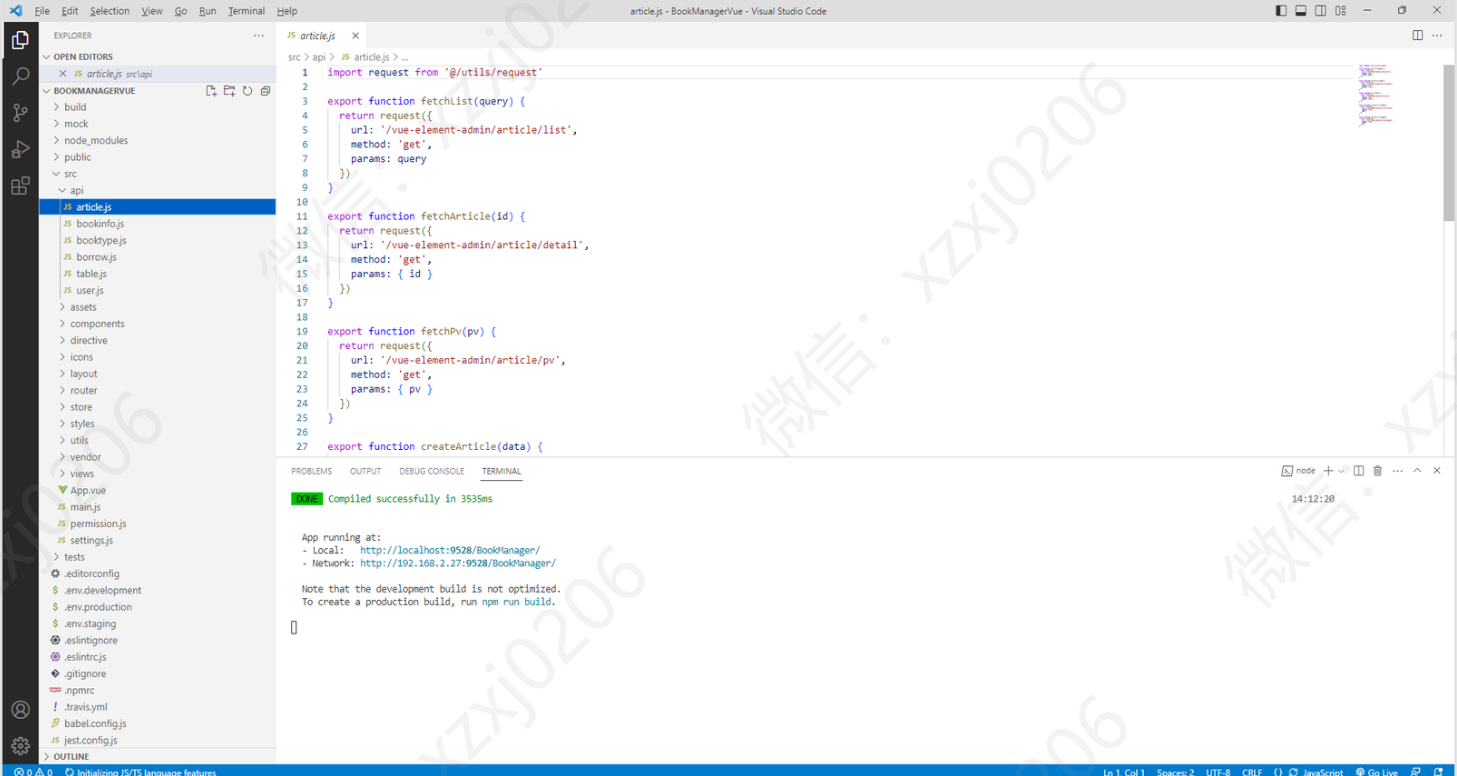 File Edit Selection View Go Run Terminal Help
article.js - BookManagerVue - Visual Studio Code
EXPLORER
OPEN EDITORS
article.js src\api
BOOKMANAGERVUE
build
mock
node_modules
public
src
api
JS article.js
JS bookinfo.js
JS booktype.js
JS borrow.js
JS table.js
JS user.js
assets
components
directive
icons
layout
router
store
styles
utils
vendor
views
App.vue
JS main.js
JS permission.js
JS settings.js
tests
.editorconfig
$ .env.development
$ .env.production
$ .env.staging
.eslintignore
.eslintrc.js
.gitignore
.npmrc
! .travis.yml
babel.config.js
JS jest.config.js
OUTLINE
JS article.js
src > api > JS article.js > ...
1 import request from '@/utils/request'
2
3 export function fetchList(query) {
4 return request({
5 url: '/vue-element-admin/article/list',
6 method: 'get',
7 params: query
8 })
9 }
10
11 export function fetchArticle(id) {
12 return request({
13 url: '/vue-element-admin/article/detail',
14 method: 'get',
15 params: { id }
16 })
17 }
18
19 export function fetchPv(pv) {
20 return request({
21 url: '/vue-element-admin/article/pv',
22 method: 'get',
23 params: { pv }
24 })
25 }
26
27 export function createArticle(data) {
PROBLEMS OUTPUT DEBUG CONSOLE TERMINAL
node
DONE Compiled successfully in 3535ms
14:12:20
App running at:
- Local: http://localhost:9528/BookManager/
- Network: http://192.168.2.27:9528/BookManager/
Note that the development build is not optimized.
To create a production build, run npm run build.
0 0 Initializing JS/TS language features
Ln 1, Col 1 Spaces: 2 UTF-8 CRLF {} JavaScript Go Live
微信: xzxj0206
微信: xzxj0206
微信:
xzxj0206
xzxj0206